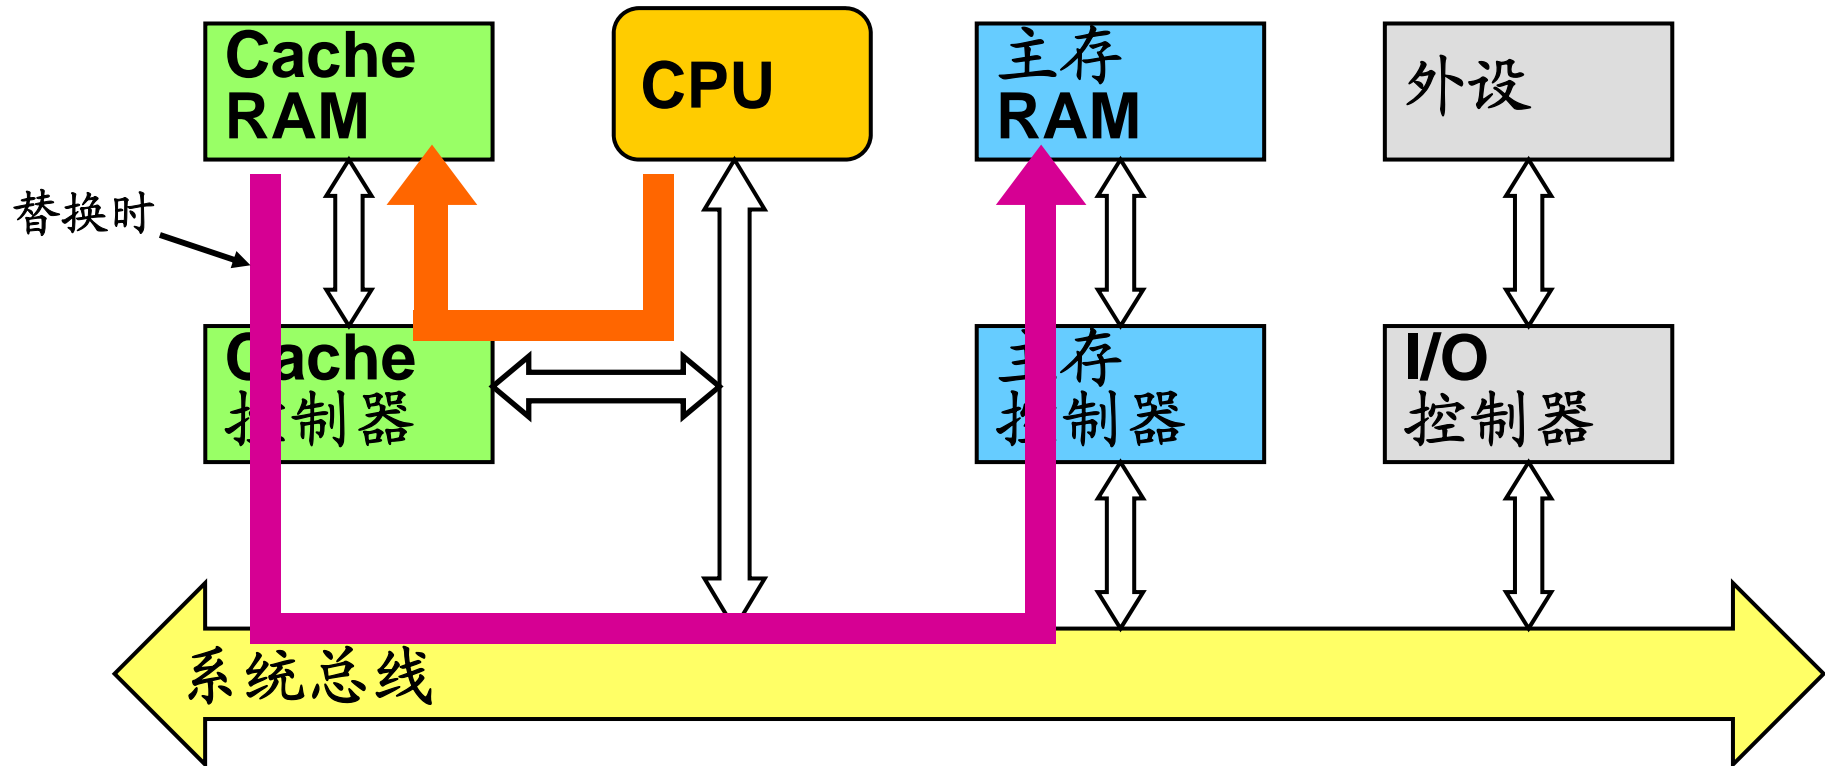 Cache
RAM
CPU
主存
RAM
外设
替换时
Cache
控制器
主存
控制器
I/O
控制器
系统总线